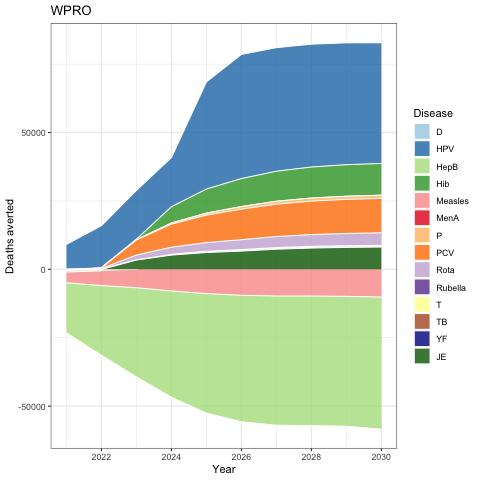 WPRO
Deaths averted
50000
0
-50000
2022
2024
2026
2028
2030
Year
Disease
D
HPV
HepB
Hib
Measles
MenA
P
PCV
Rota
Rubella
T
TB
YF
JE